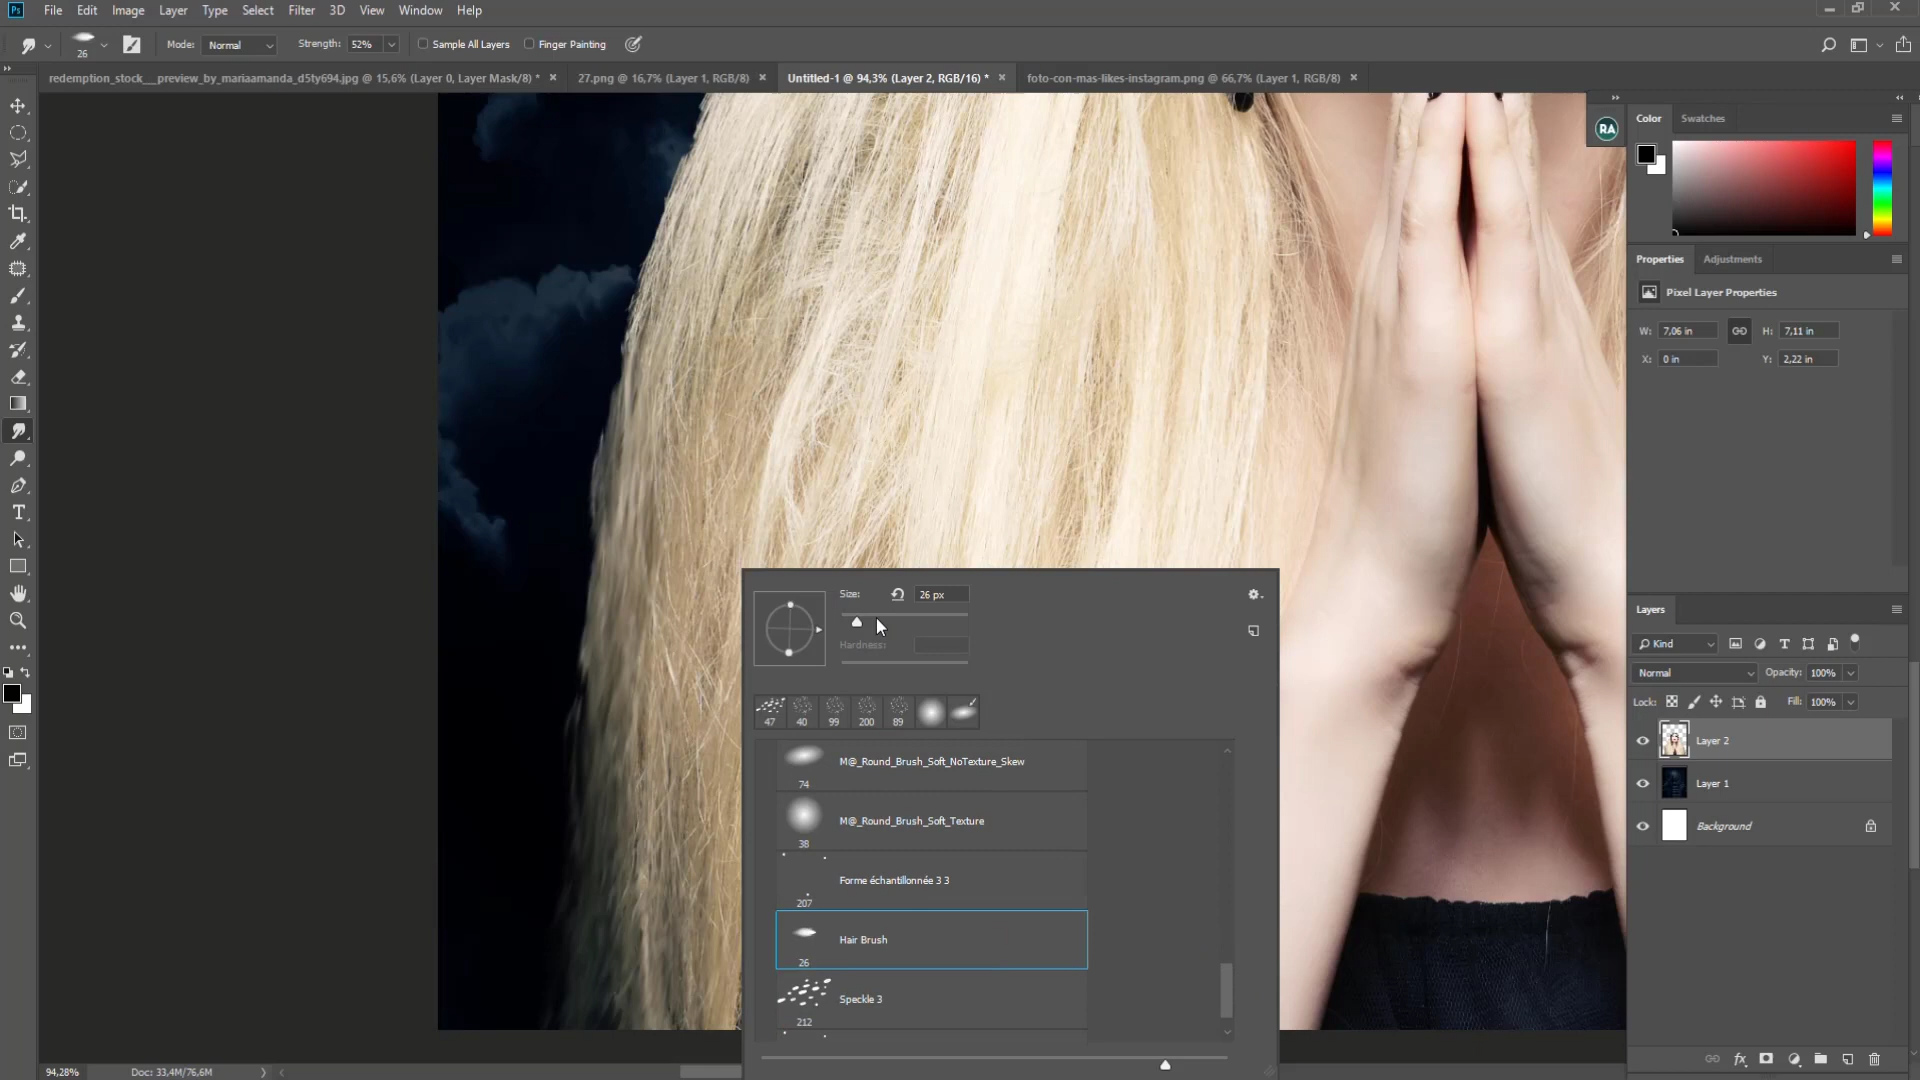 Ps File Edit Image Layer Type Select Filter 3D View Window Help
26 Mode: Normal Strength: 52% Sample All Layers Finger Painting
redemption_stock__preview_by_mariaamanda_d5ty694.jpg @ 15,6% (Layer 0, Layer Mask/8) * × 27.png @ 16,7% (Layer 1, RGB/8) × Untitled-1 @ 94,3% (Layer 2, RGB/16) * × foto-con-mas-likes-instagram.png @ 66,7% (Layer 1, RGB/8) ×
RA
Color Swatches
Properties Adjustments
Pixel Layer Properties
W: 7,06 in H: 7,11 in
X: 0 in Y: 2,22 in
Size: 26 px
Hardness:
47 40 99 200 89
M@_Round_Brush_Soft_NoTexture_Skew
74
M@_Round_Brush_Soft_Texture
38
Forme échantillonnée 3 3
207
Hair Brush
26
Speckle 3
212
Layers
Kind
Normal Opacity: 100%
Lock: Fill: 100%
Layer 2
Layer 1
Background
94,28% Doc: 33,4M/76,6M